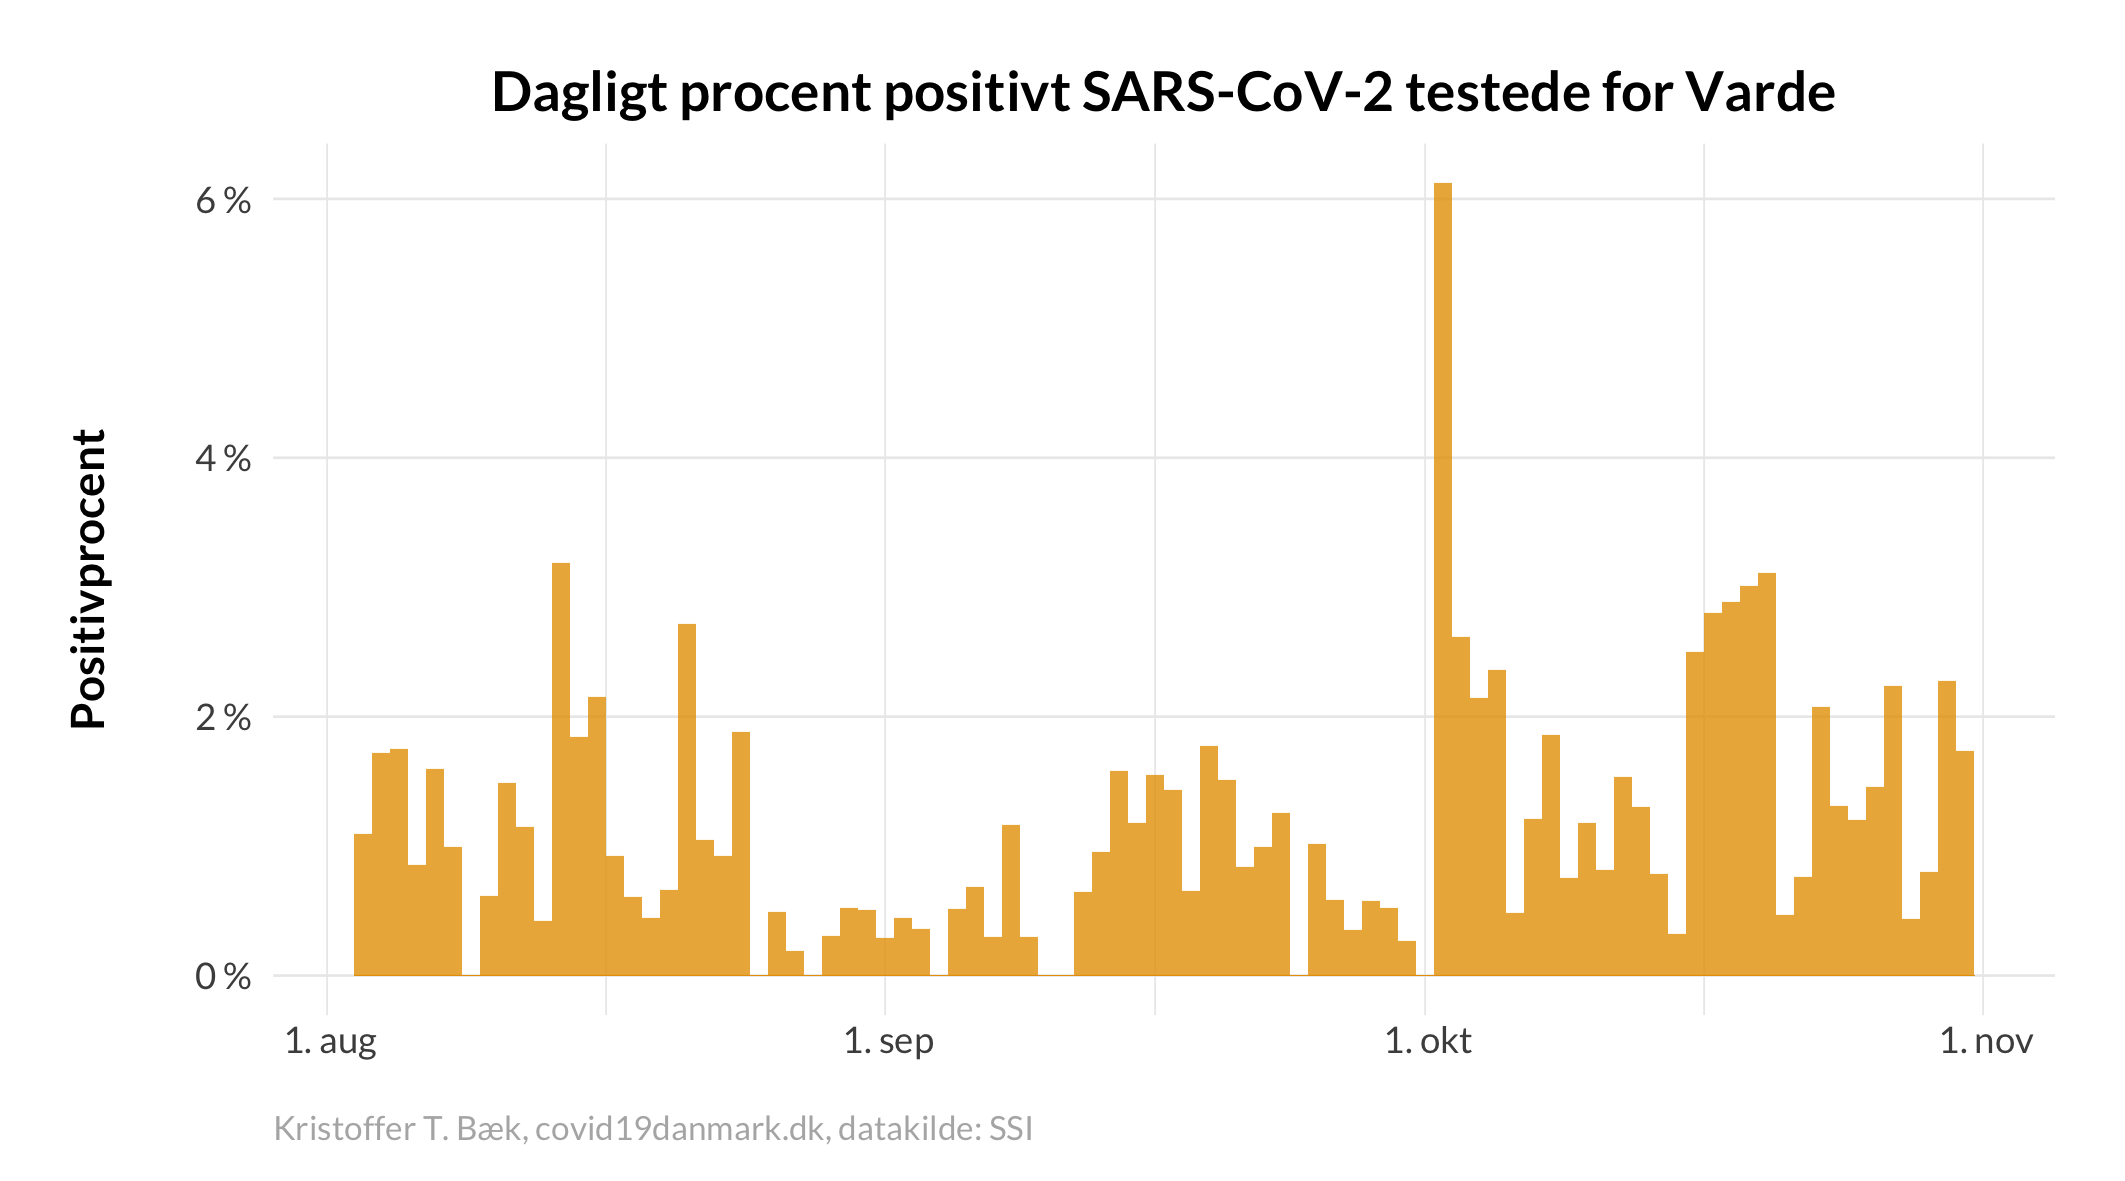 Dagligt procent positivt SARS-CoV-2 testede for Varde
Positivprocent
6 %
4 %
2 %
0 %
1. aug
1. sep
1. okt
1. nov
Kristoffer T. Bæk, covid19danmark.dk, datakilde: SSI